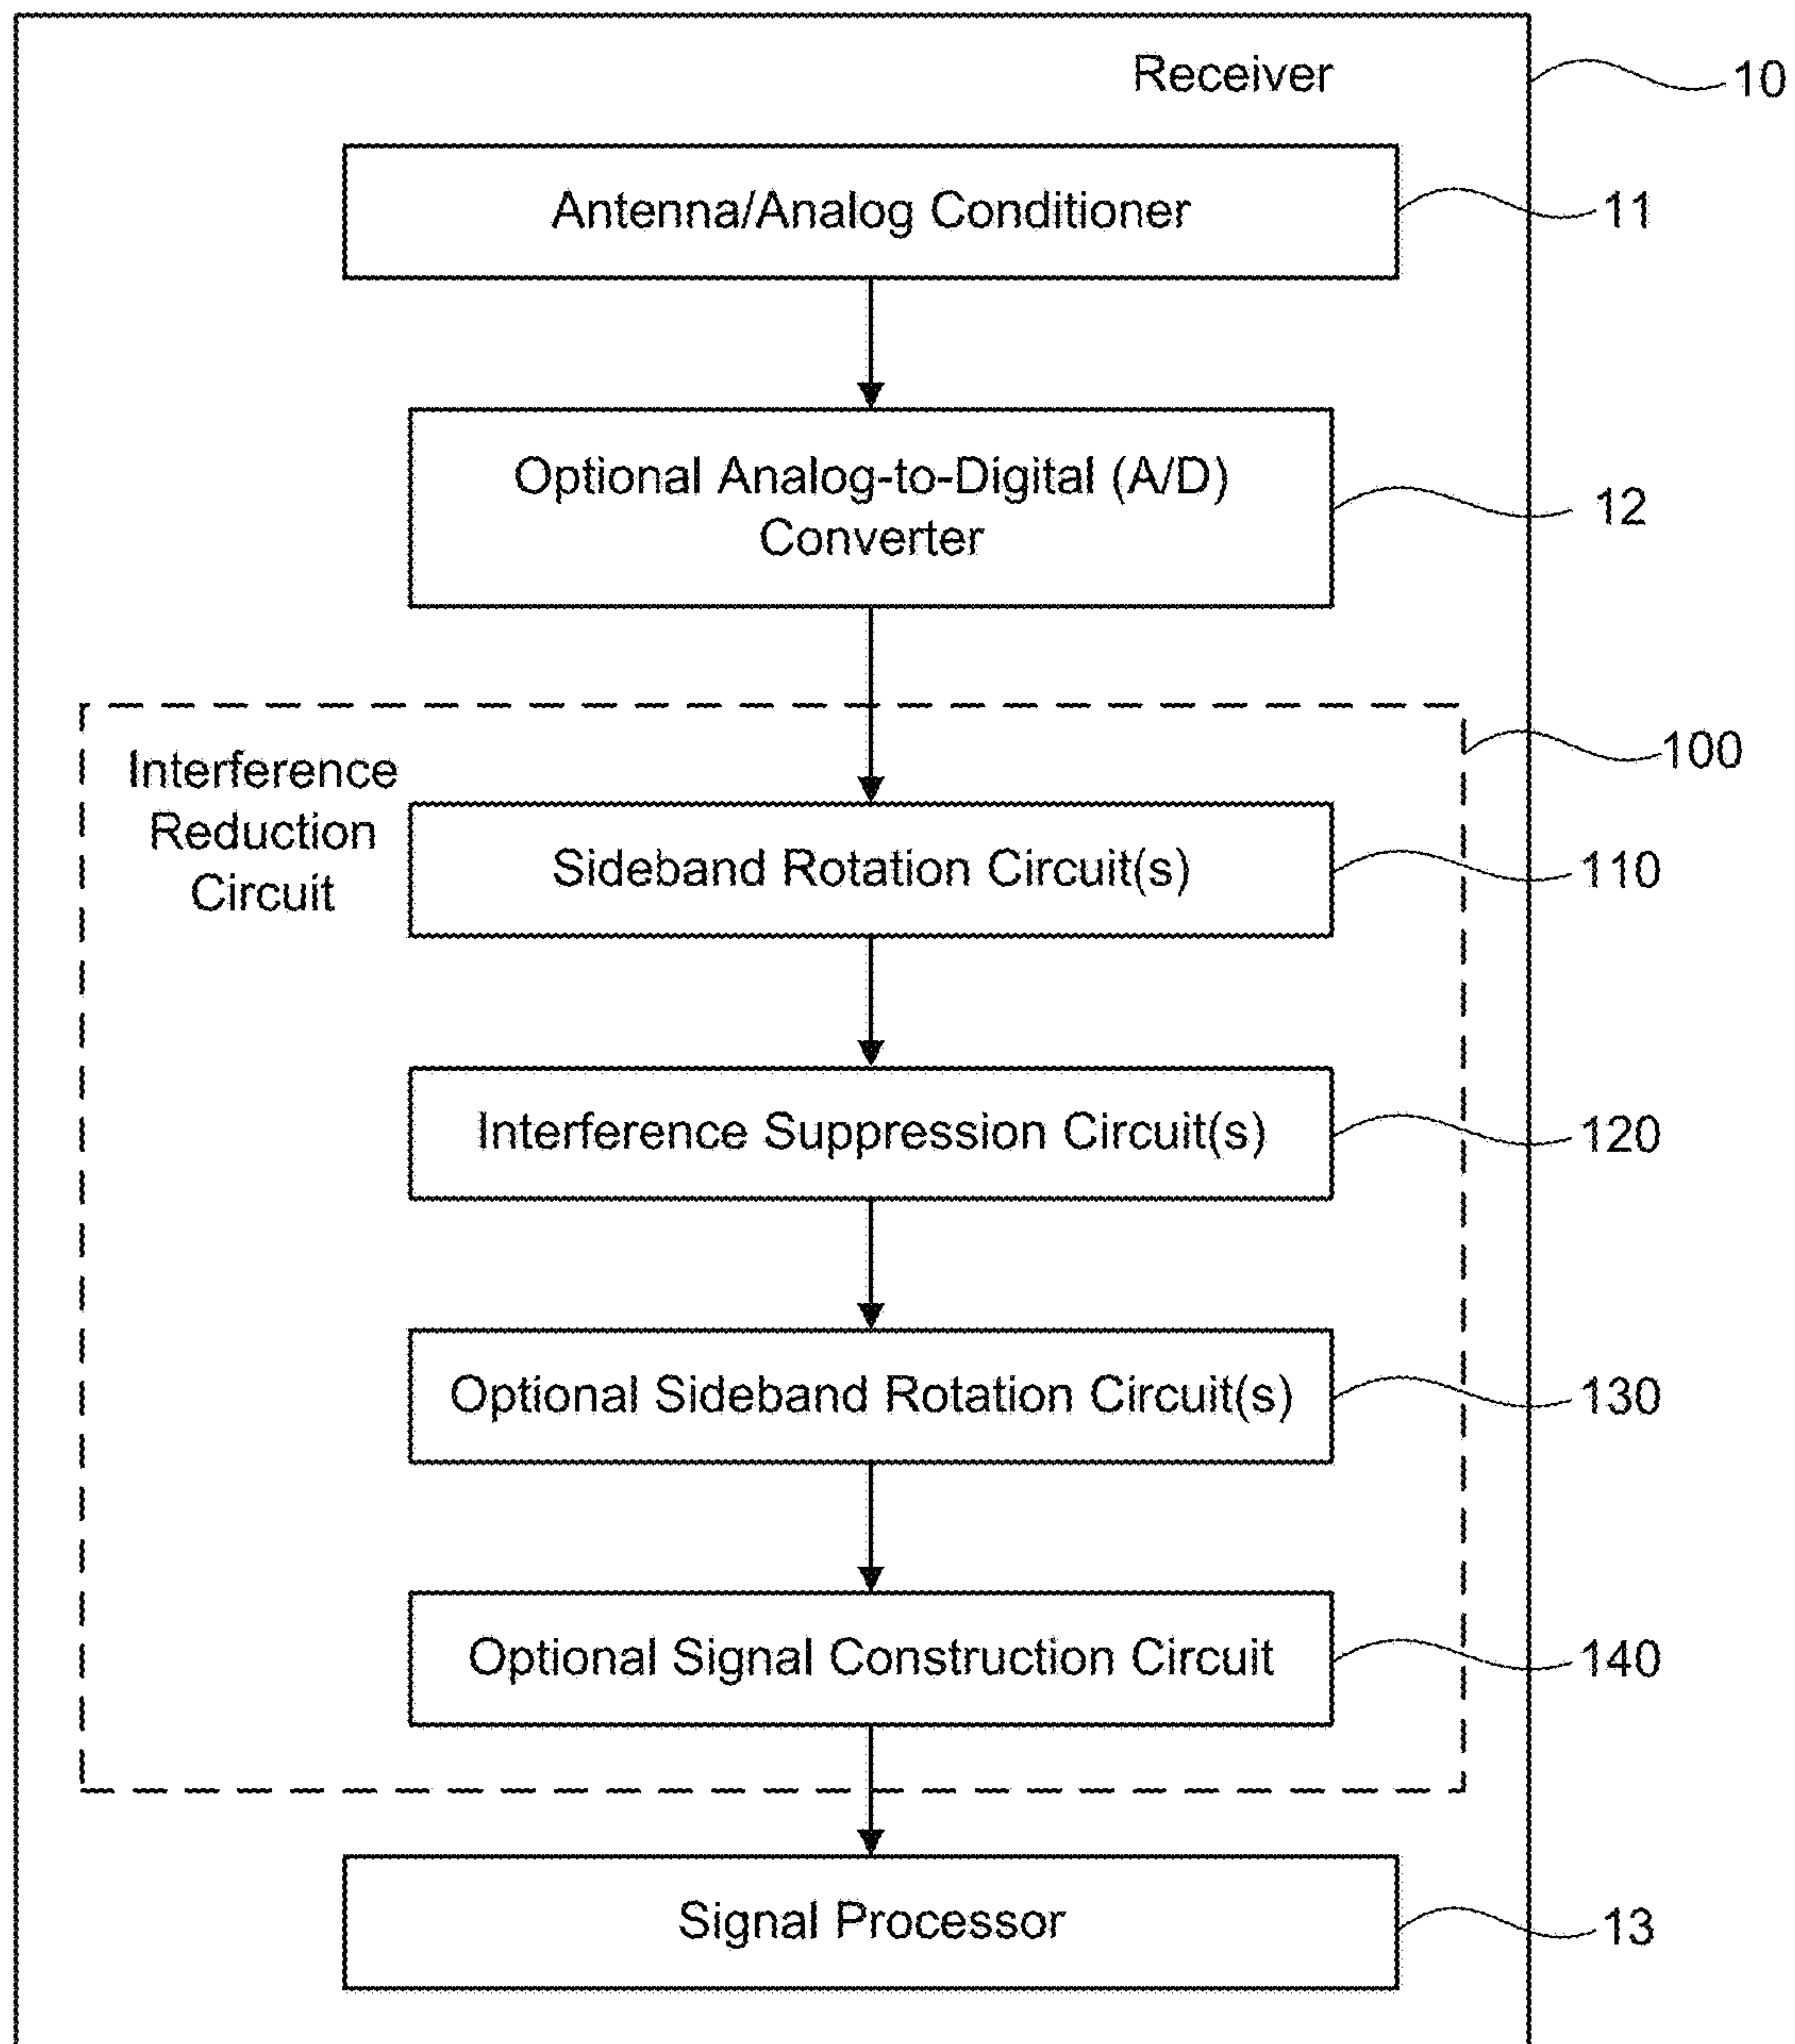 Receiver
10
Antenna/Analog Conditioner
11
Optional Analog-to-Digital (A/D)
Converter
12
Interference
Reduction
Circuit
100
Sideband Rotation Circuit(s)
110
Interference Suppression Circuit(s)
120
Optional Sideband Rotation Circuit(s)
130
Optional Signal Construction Circuit
140
Signal Processor
13